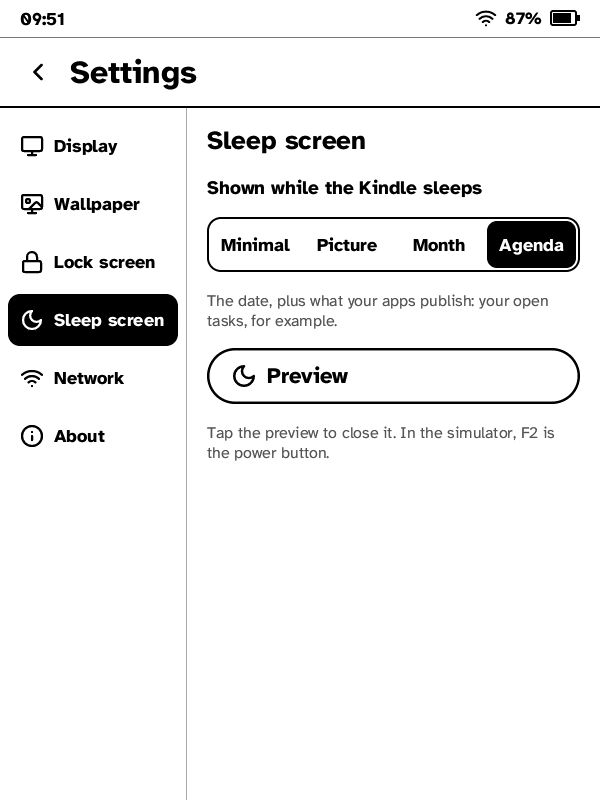 09:51
87%
Settings
Display
Wallpaper
Lock screen
Sleep screen
Network
About
Sleep screen
Shown while the Kindle sleeps
Minimal Picture Month Agenda
The date, plus what your apps publish: your open
tasks, for example.
Preview
Tap the preview to close it. In the simulator, F2 is
the power button.